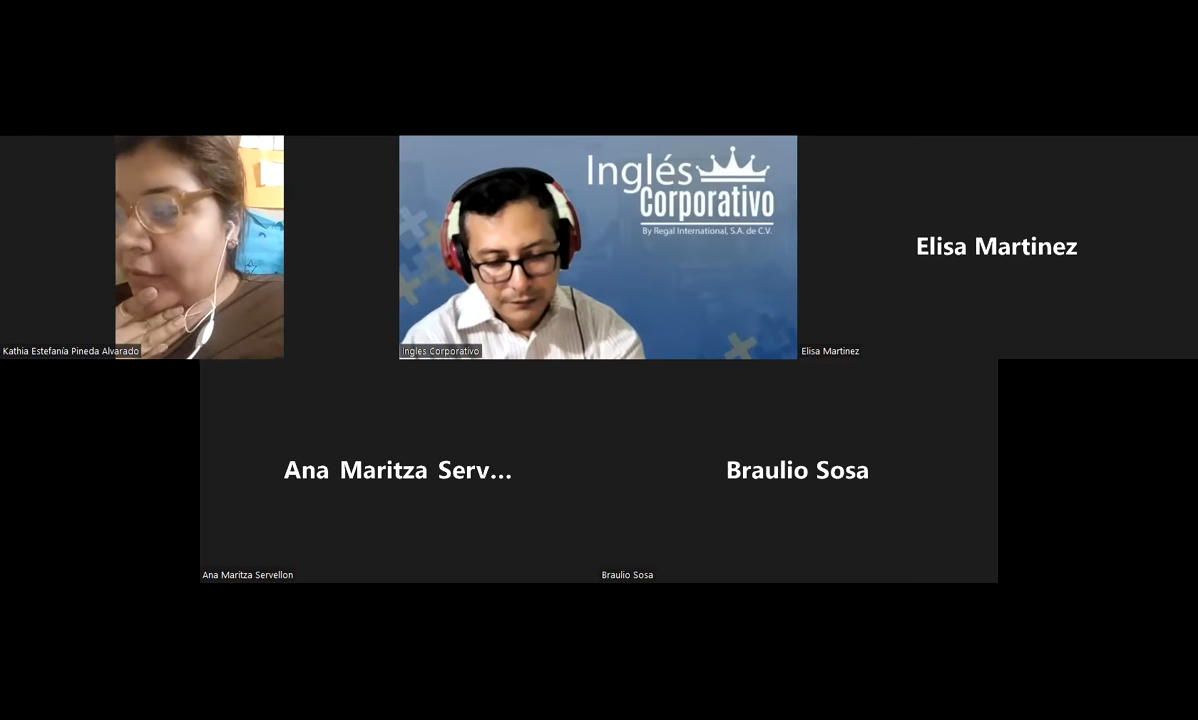 Inglés
Corporativo
By Regal International, S.A. de C.V.
Elisa Martinez
Kathia Estefanía Pineda Alvarado
Ingles Corporativo
Elisa Martinez
Ana Maritza Serv...
Braulio Sosa
Ana Maritza Servellon
Braulio Sosa